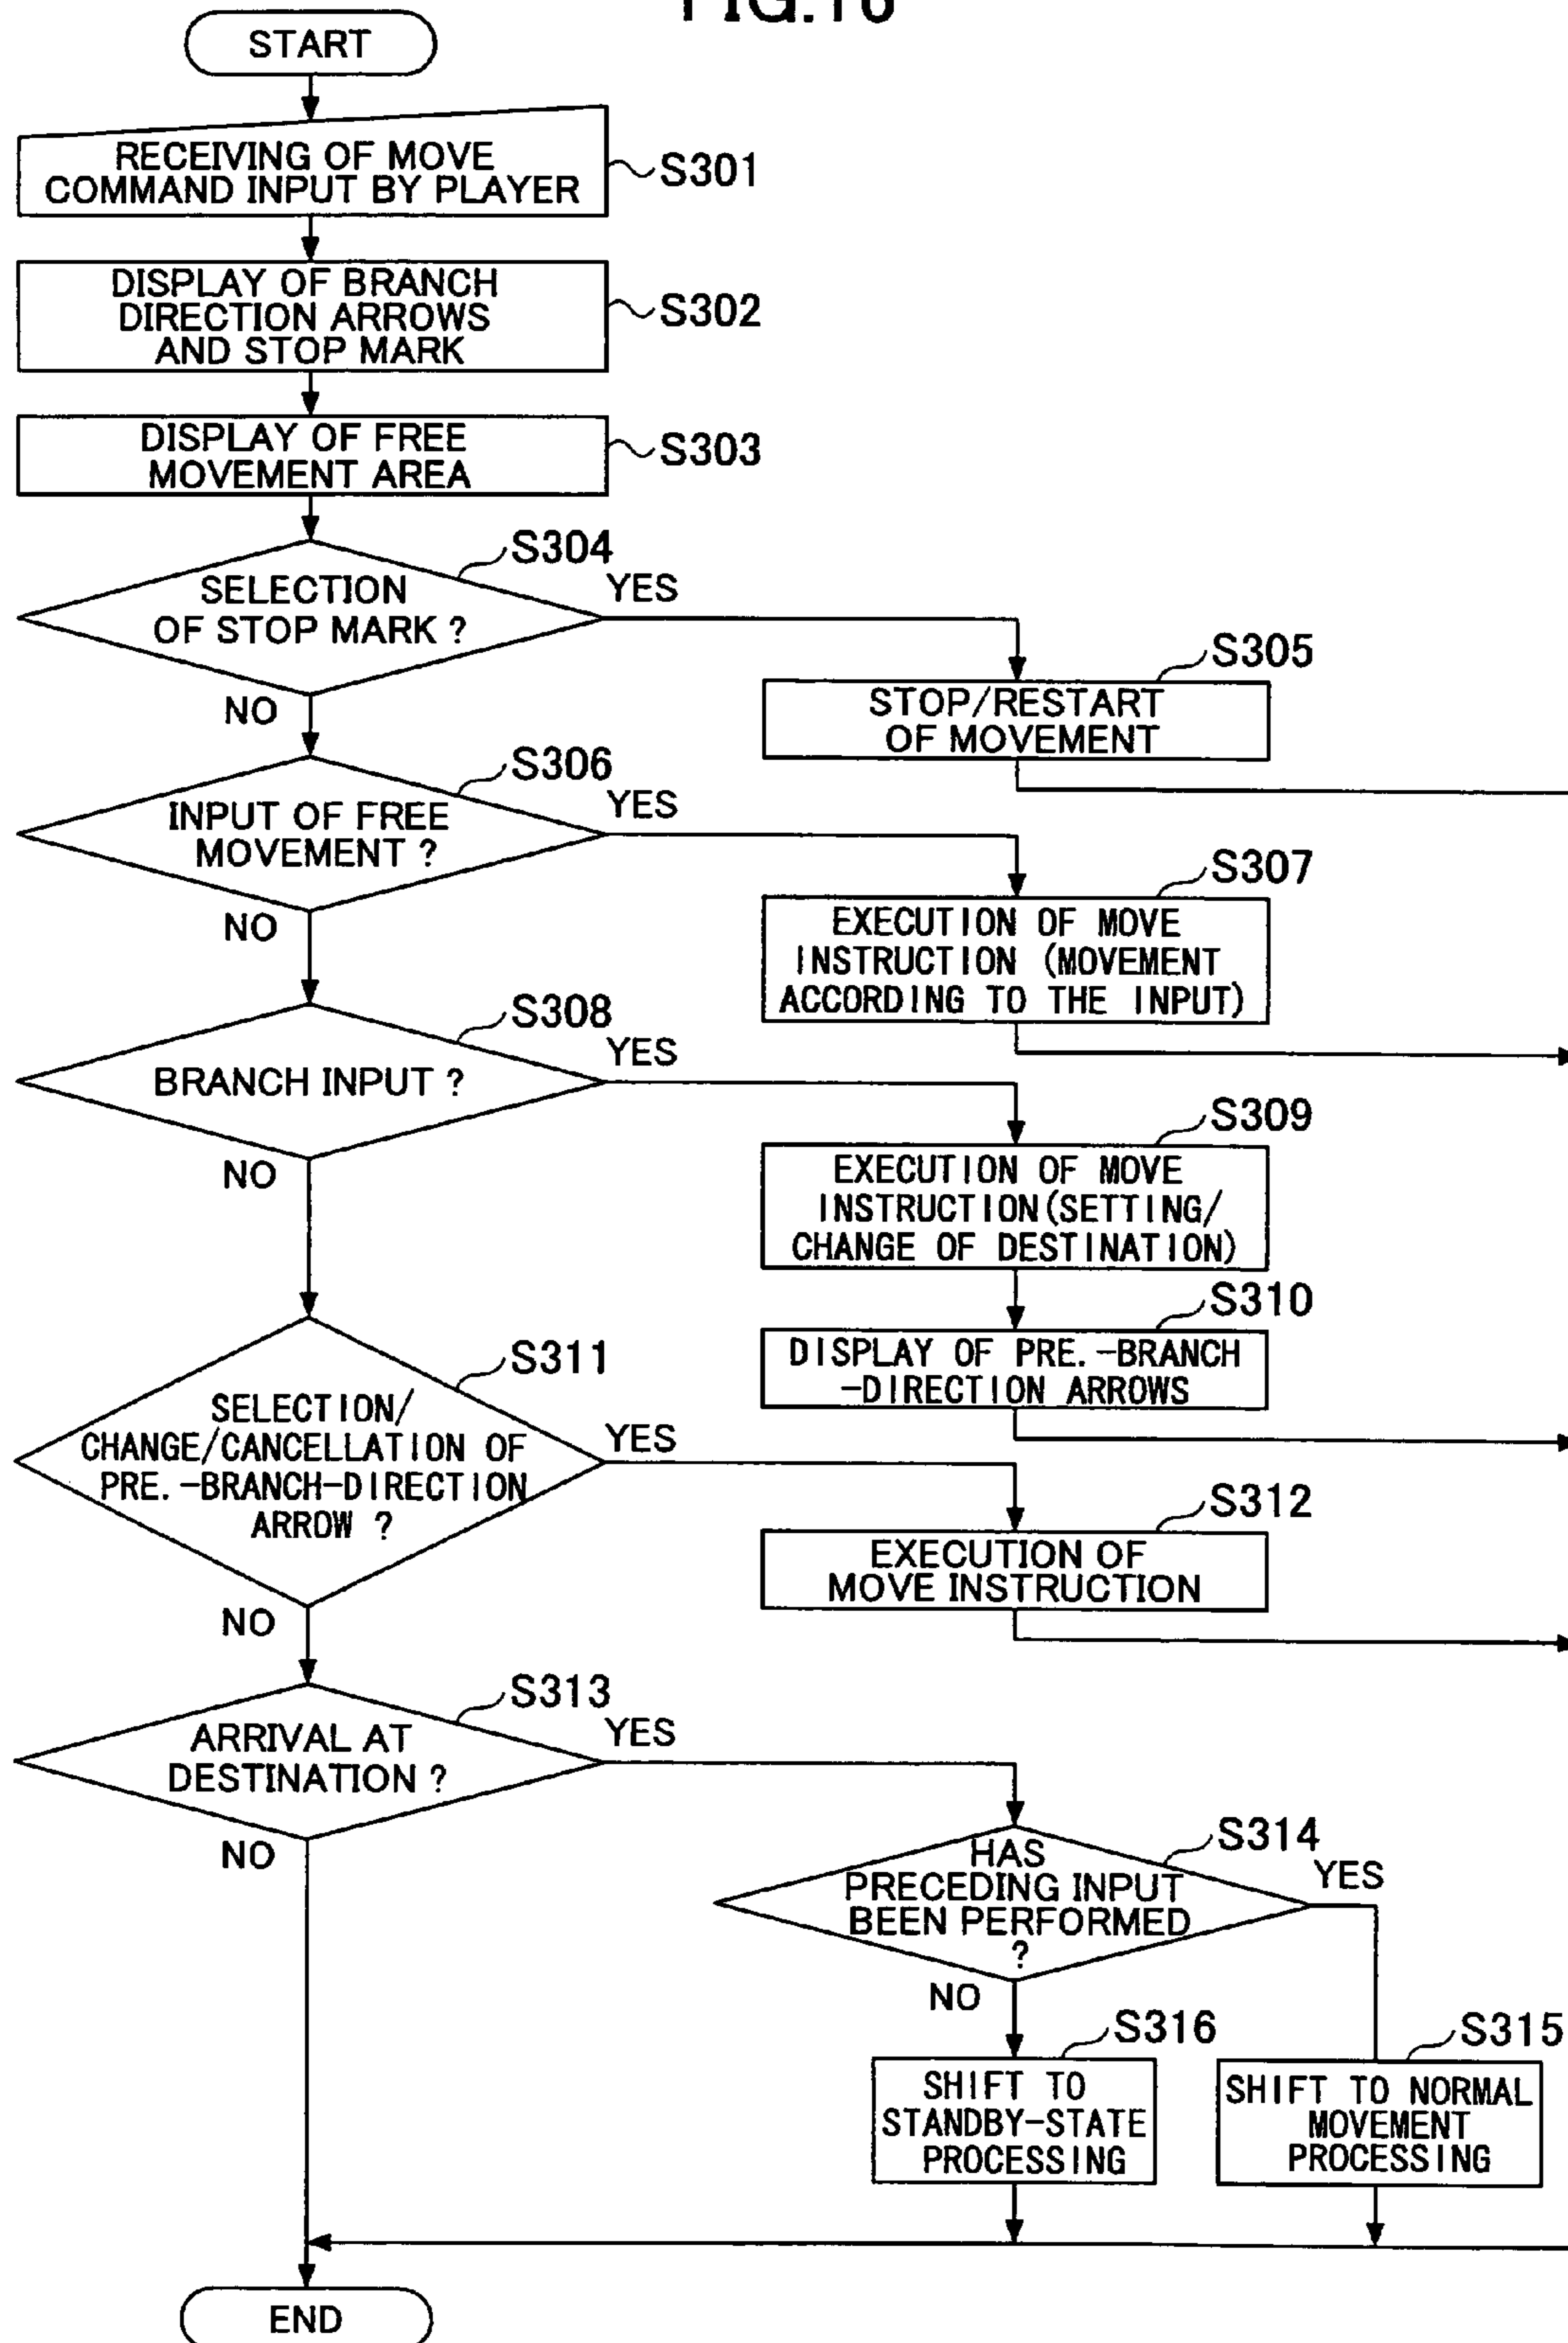 START
RECEIVING OF MOVE
COMMAND INPUT BY PLAYER
S301
DISPLAY OF BRANCH
DIRECTION ARROWS
AND STOP MARK
S302
DISPLAY OF FREE
MOVEMENT AREA
S303
S304
SELECTION
OF STOP MARK ?
YES
NO
S305
STOP/RESTART
OF MOVEMENT
S306
INPUT OF FREE
MOVEMENT ?
YES
NO
S307
EXECUTION OF MOVE
INSTRUCTION (MOVEMENT
ACCORDING TO THE INPUT)
S308
BRANCH INPUT ?
YES
NO
S309
EXECUTION OF MOVE
INSTRUCTION(SETTING/
CHANGE OF DESTINATION)
S310
DISPLAY OF PRE.-BRANCH
-DIRECTION ARROWS
S311
SELECTION/
CHANGE/CANCELLATION OF
PRE.-BRANCH-DIRECTION
ARROW ?
YES
NO
S312
EXECUTION OF
MOVE INSTRUCTION
S313
ARRIVAL AT
DESTINATION ?
YES
NO
S314
HAS
PRECEDING INPUT
BEEN PERFORMED
?
YES
NO
S316
SHIFT TO
STANDBY-STATE
PROCESSING
S315
SHIFT TO NORMAL
MOVEMENT
PROCESSING
END